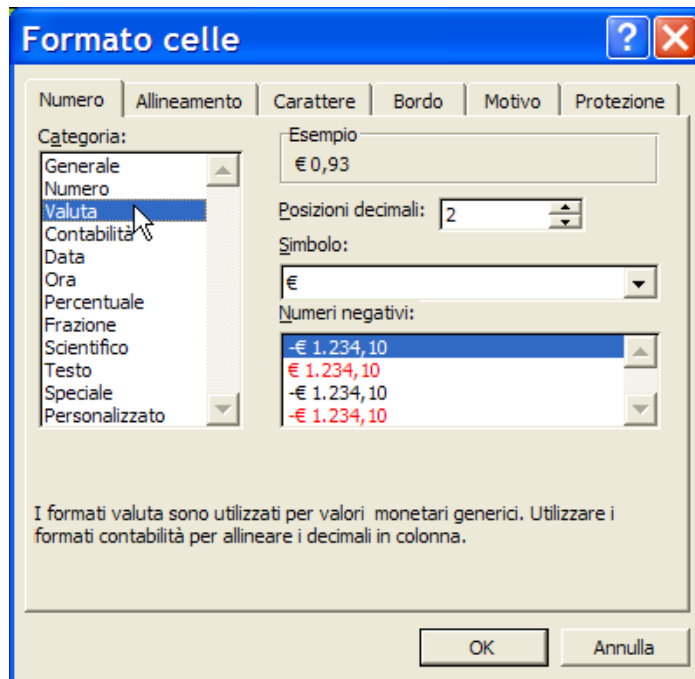 Formato celle
Numero
Allineamento
Carattere
Bordo
Motivo
Protezione
Categoria:
Generale
Numero
Valuta
Contabilità
Data
Ora
Percentuale
Frazione
Scientifico
Testo
Speciale
Personalizzato
Esempio
€ 0,93
Posizioni decimali: 2
Simbolo:
€
Numeri negativi:
-€ 1.234,10
€ 1.234,10
-€ 1.234,10
-€ 1.234,10
I formati valuta sono utilizzati per valori monetari generici. Utilizzare i
formati contabilità per allineare i decimali in colonna.
OK
Annulla